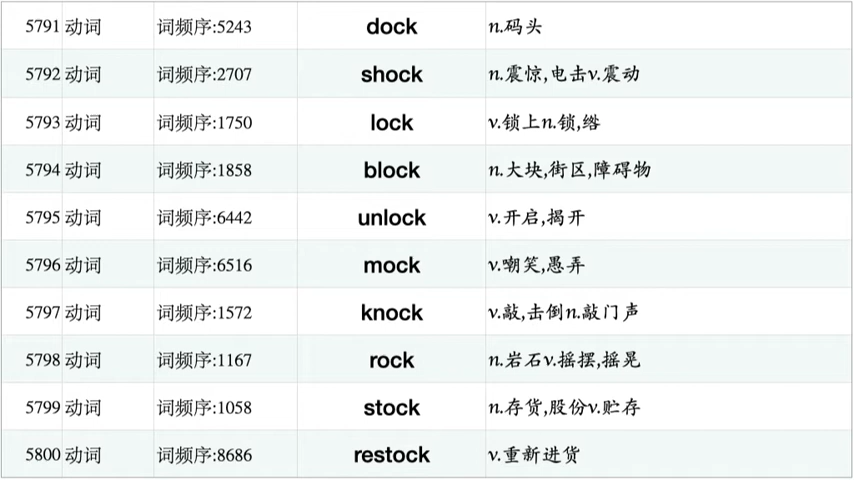 5791 动词 词频序:5243 dock n.码头
5792 动词 词频序:2707 shock n.震惊,电击v.震动
5793 动词 词频序:1750 lock v.锁上n.锁,绺
5794 动词 词频序:1858 block n.大块,街区,障碍物
5795 动词 词频序:6442 unlock v.开启,揭开
5796 动词 词频序:6516 mock v.嘲笑,愚弄
5797 动词 词频序:1572 knock v.敲,击倒n.敲门声
5798 动词 词频序:1167 rock n.岩石v.摇摆,摇晃
5799 动词 词频序:1058 stock n.存货,股份v.贮存
5800 动词 词频序:8686 restock v.重新进货